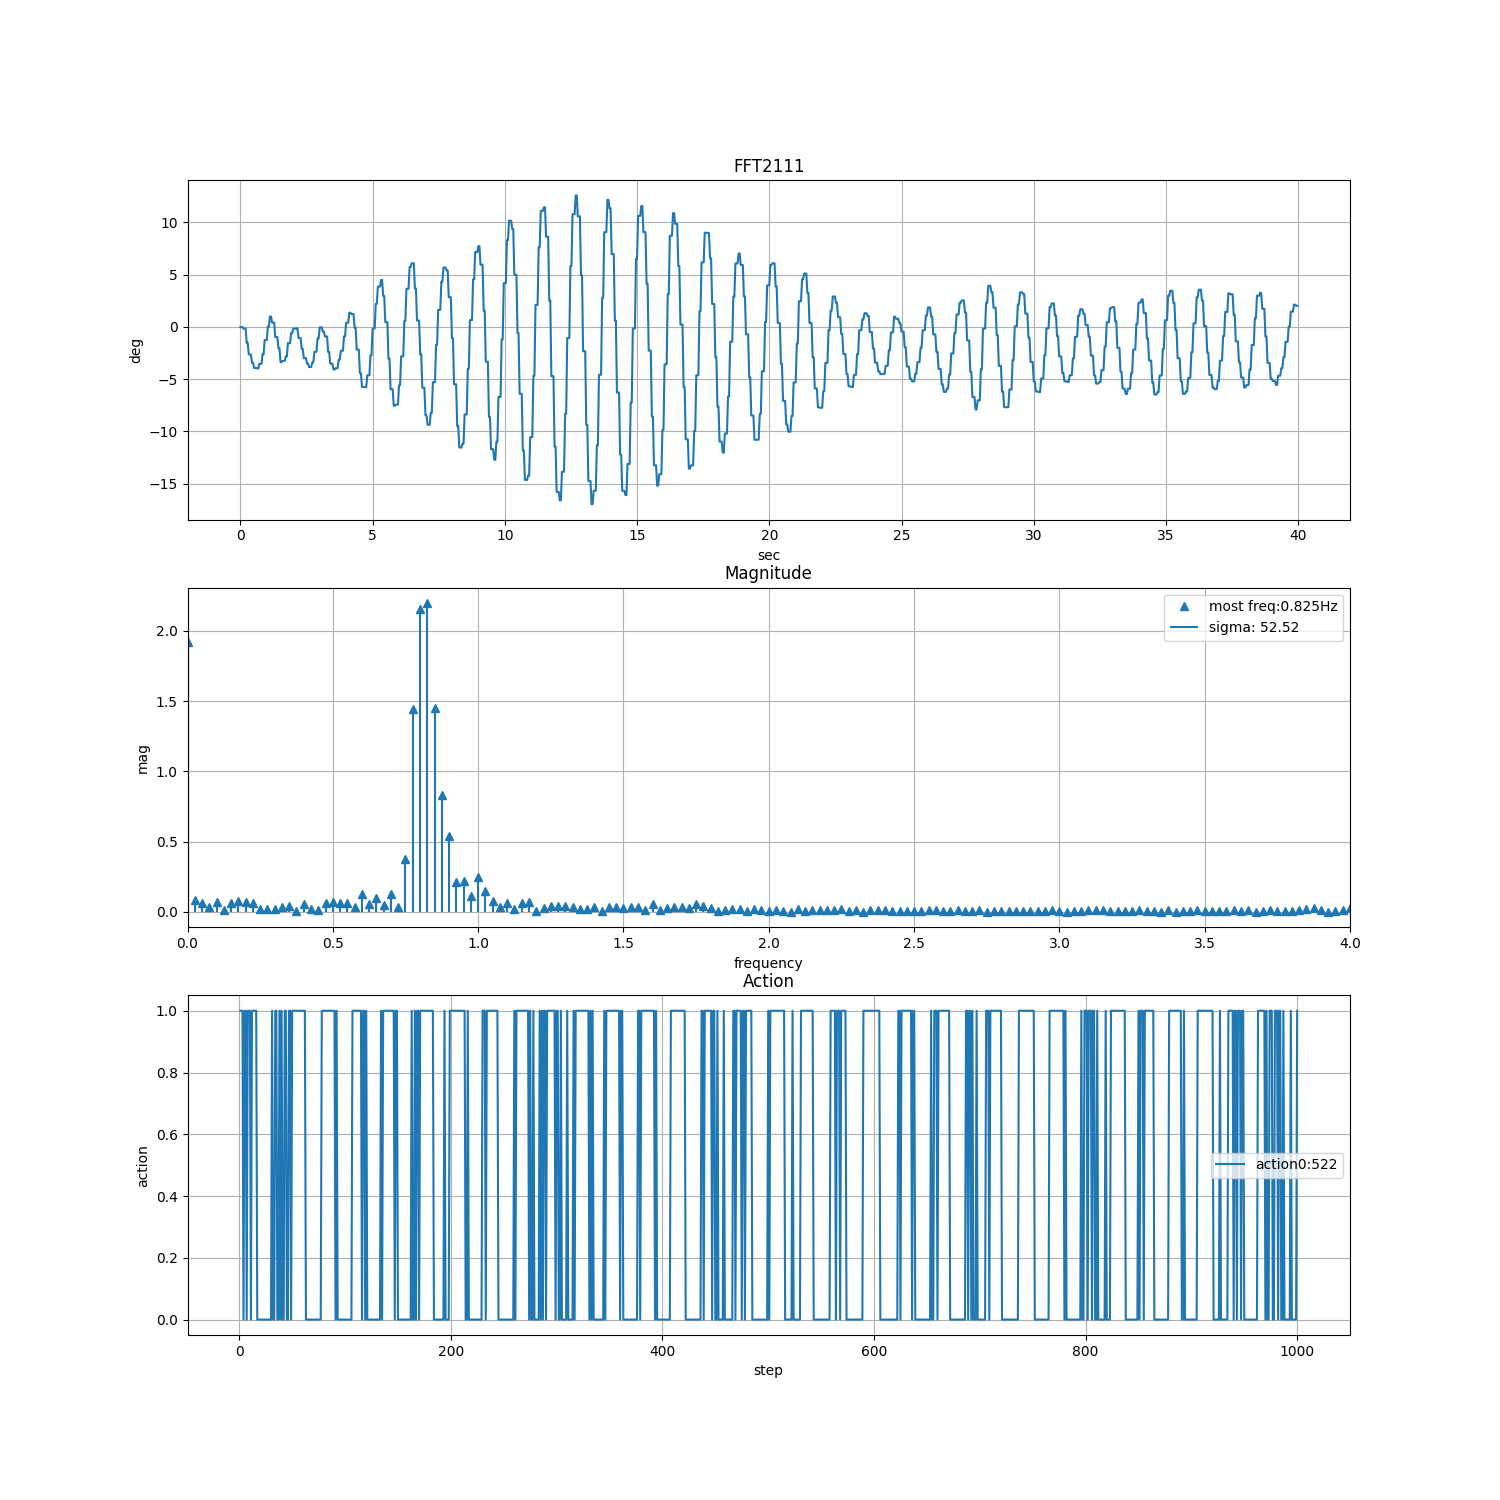 FFT2111
10
5
0
−5
−10
−15
deg
0 5 10 15 20 25 30 35 40
sec
Magnitude
most freq:0.825Hz
sigma: 52.52
2.0
1.5
1.0
0.5
0.0
mag
0.0 0.5 1.0 1.5 2.0 2.5 3.0 3.5 4.0
frequency
Action
1.0
0.8
0.6
0.4
0.2
0.0
action
action0:522
0 200 400 600 800 1000
step